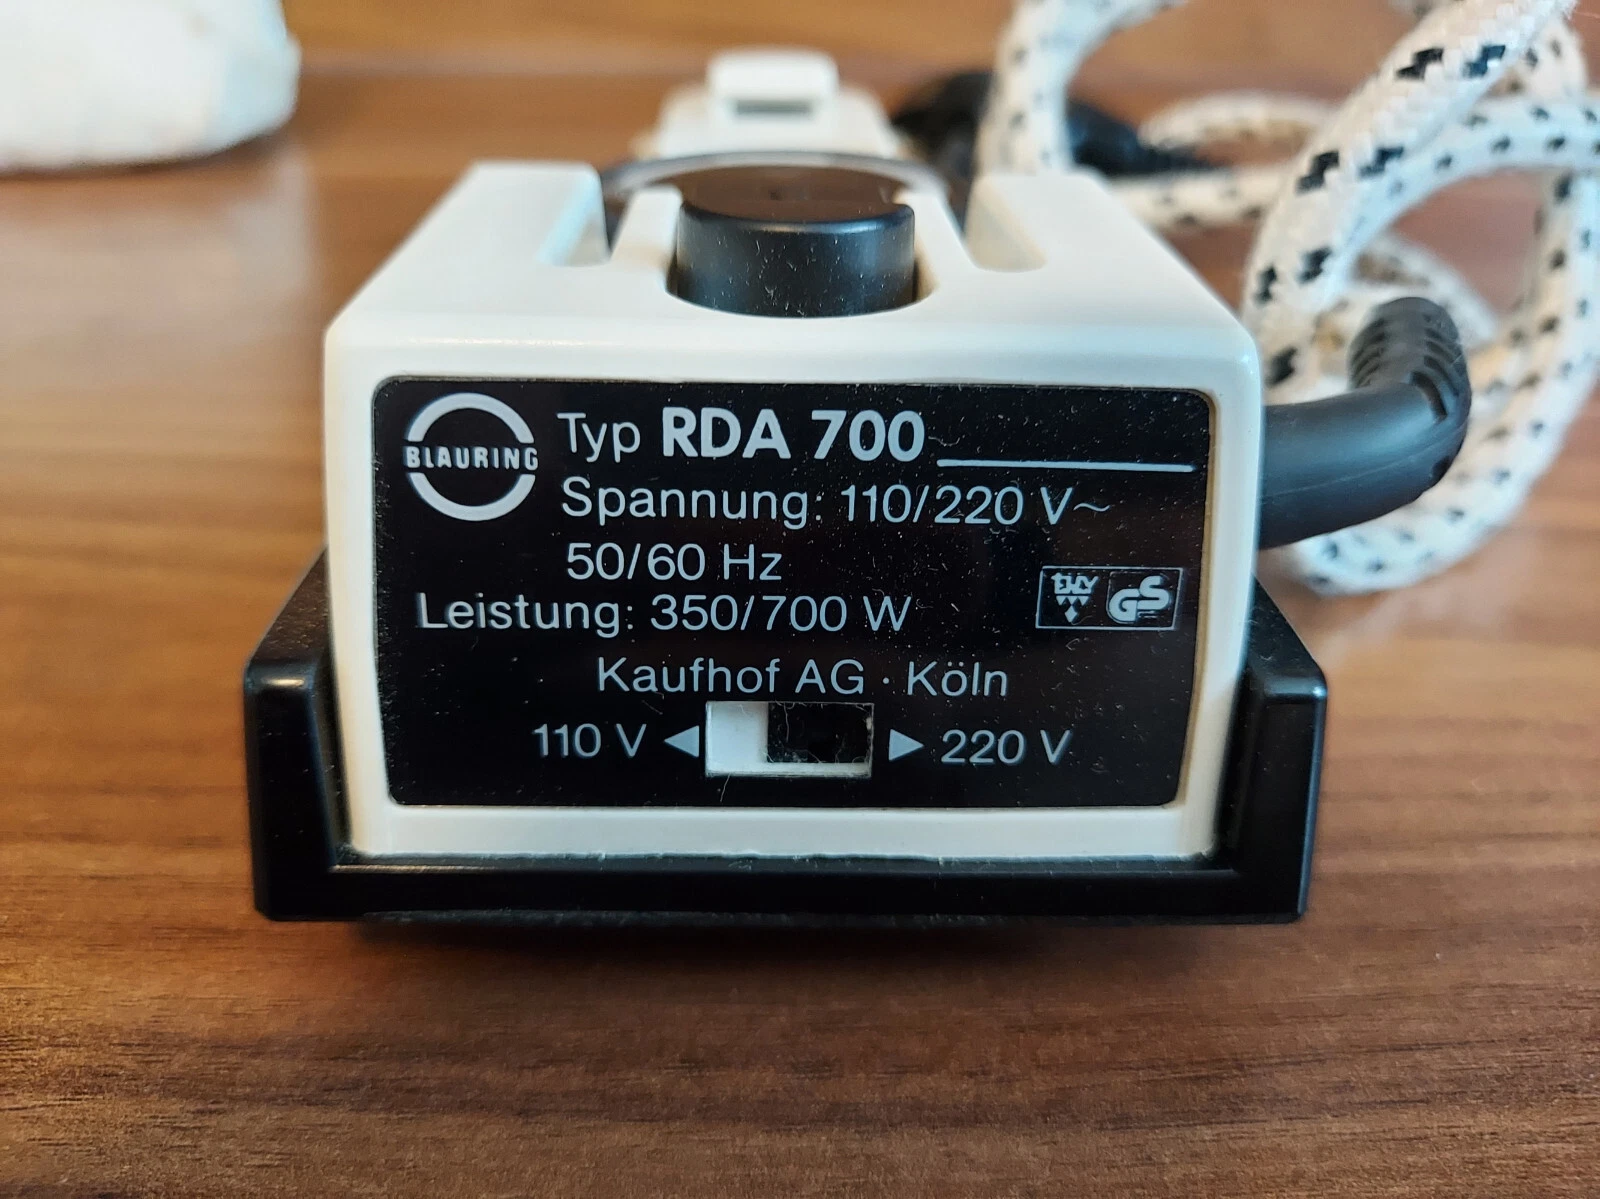 BLAURING
Typ RDA 700
Spannung: 110/220 V~
50/60 Hz
Leistung: 350/700 W
TÜV GS
Kaufhof AG · Köln
110 V ◀ ▶ 220 V